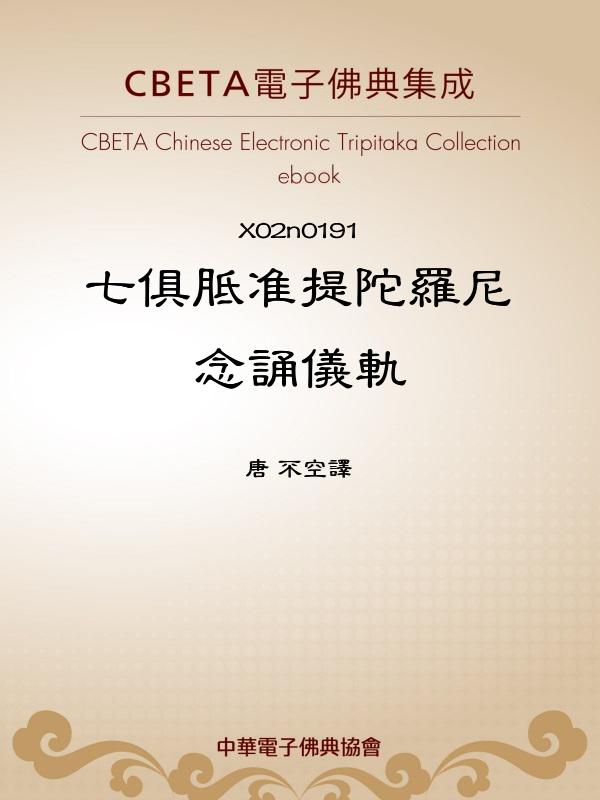 CBETA電子佛典集成
CBETA Chinese Electronic Tripitaka Collection
ebook
X02n0191
七俱胝准提陀羅尼
念誦儀軌
唐 不空譯
中華電子佛典協會